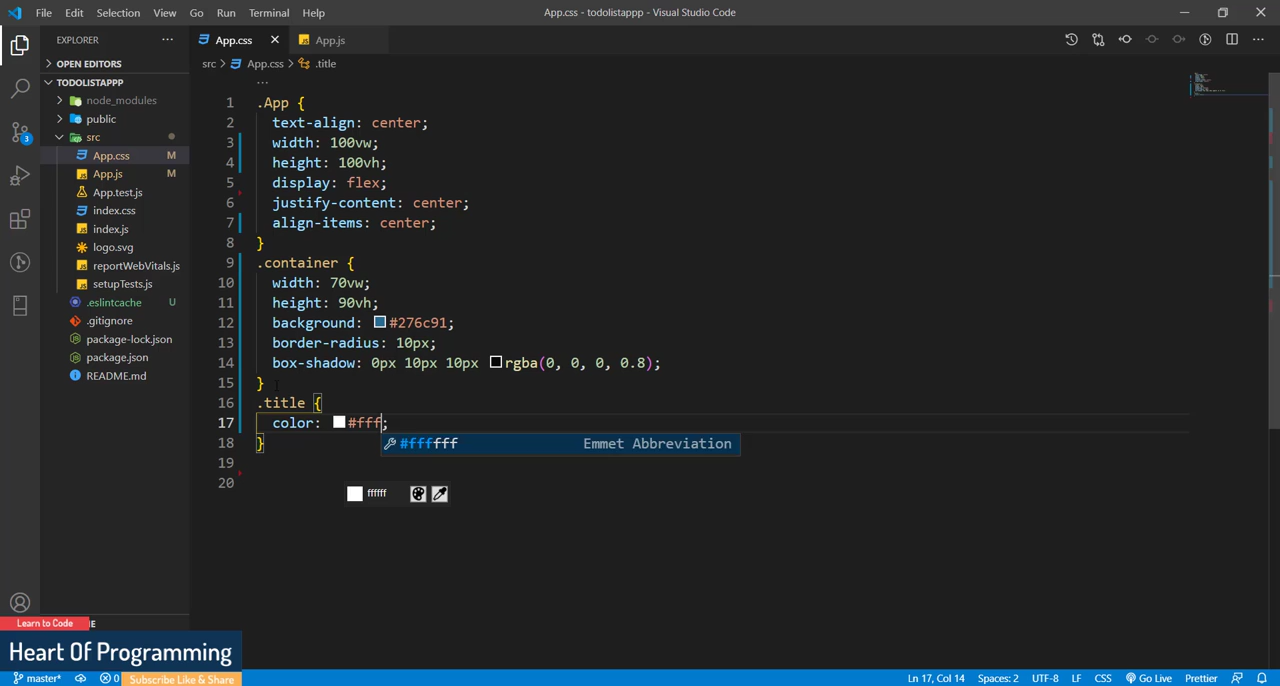 File Edit Selection View Go Run Terminal Help
App.css - todolistappp - Visual Studio Code
EXPLORER
App.css
App.js
OPEN EDITORS
src > App.css > .title
TODOLISTAPPP
node_modules
public
src
App.css M
App.js M
App.test.js
index.css
index.js
logo.svg
reportWebVitals.js
setupTests.js
.eslintcache U
.gitignore
package-lock.json
package.json
README.md
3
1 .App {
2 text-align: center;
3 width: 100vw;
4 height: 100vh;
5 display: flex;
6 justify-content: center;
7 align-items: center;
8 }
9 .container {
10 width: 70vw;
11 height: 90vh;
12 background: #276c91;
13 border-radius: 10px;
14 box-shadow: 0px 10px 10px rgba(0, 0, 0, 0.8);
15 }
16 .title {
17 color: #fff;
18 }
19
20
#ffffff Emmet Abbreviation
ffffff
Learn to Code
Heart Of Programming
Subscribe Like & Share
master* 0
Ln 17, Col 14 Spaces: 2 UTF-8 LF CSS Go Live Prettier